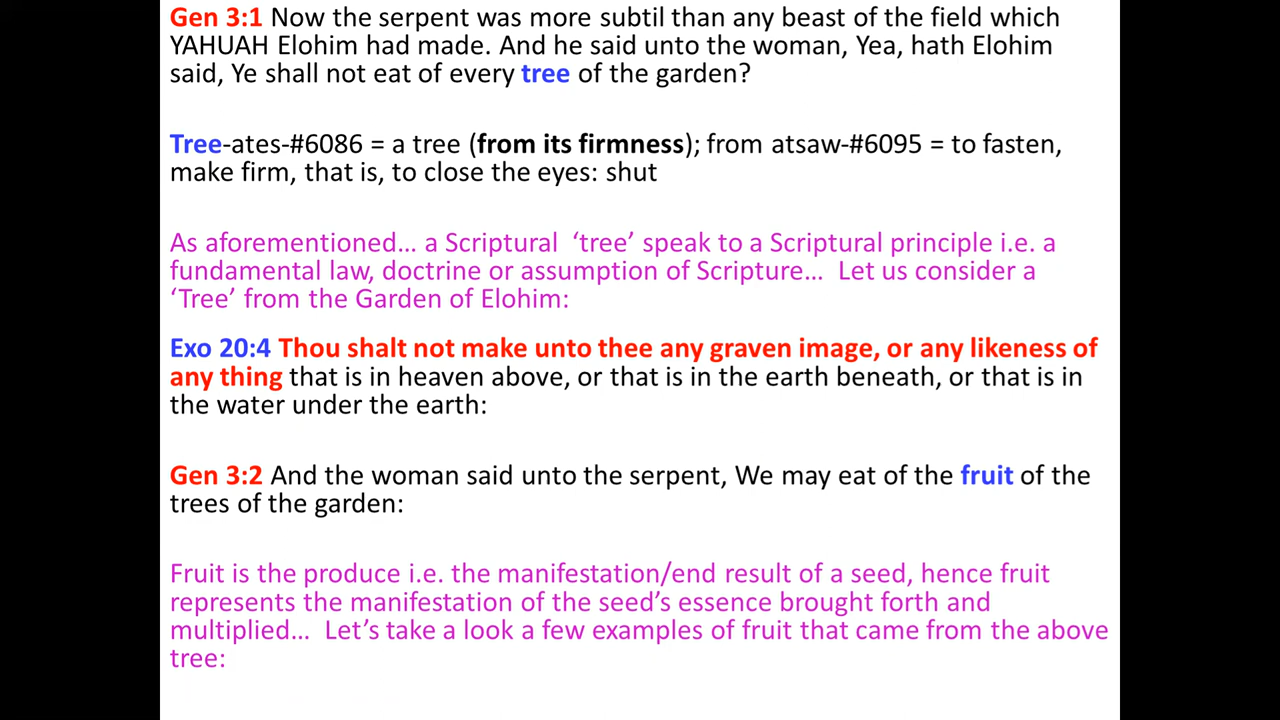 Gen 3:1 Now the serpent was more subtil than any beast of the field which
YAHUAH Elohim had made. And he said unto the woman, Yea, hath Elohim
said, Ye shall not eat of every tree of the garden?
Tree-ates-#6086 = a tree (from its firmness); from atsaw-#6095 = to fasten,
make firm, that is, to close the eyes: shut
As aforementioned… a Scriptural ‘tree’ speak to a Scriptural principle i.e. a
fundamental law, doctrine or assumption of Scripture… Let us consider a
‘Tree’ from the Garden of Elohim:
Exo 20:4 Thou shalt not make unto thee any graven image, or any likeness of
any thing that is in heaven above, or that is in the earth beneath, or that is in
the water under the earth:
Gen 3:2 And the woman said unto the serpent, We may eat of the fruit of the
trees of the garden:
Fruit is the produce i.e. the manifestation/end result of a seed, hence fruit
represents the manifestation of the seed’s essence brought forth and
multiplied… Let’s take a look a few examples of fruit that came from the above
tree: